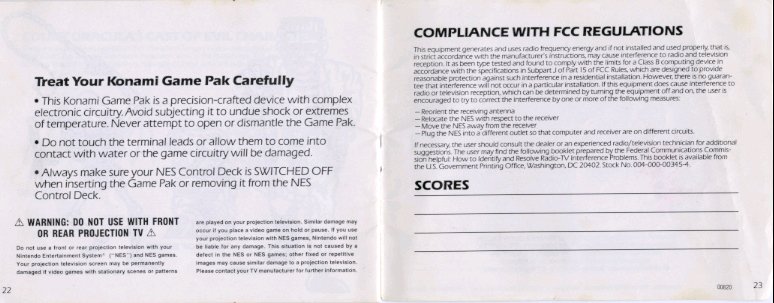 Treat Your Konami Game Pak Carefully
• This Konami Game Pak is a precision-crafted device with complex
electronic circuitry. Avoid subjecting it to undue shock or extremes
of temperature. Never attempt to open or dismantle the Game Pak.
• Do not touch the terminal leads or allow them to come into
contact with water or the game circuitry will be damaged.
• Always make sure your NES Control Deck is SWITCHED OFF
when inserting the Game Pak or removing it from the NES
Control Deck.
⚠ WARNING: DO NOT USE WITH FRONT
OR REAR PROJECTION TV ⚠
Do not use a front or rear projection television with your
Nintendo Entertainment System® ("NES") and NES games.
Your projection television screen may be permanently
damaged if video games with stationary scenes or patterns
are played on your projection television. Similar damage may
occur if you place a video game on hold or pause. If you use
your projection television with NES games, Nintendo will not
be liable for any damage. This situation is not caused by a
defect in the NES or NES games; other fixed or repetitive
images may cause similar damage to a projection television.
Please contact your TV manufacturer for further information.
22
COMPLIANCE WITH FCC REGULATIONS
This equipment generates and uses radio frequency energy and if not installed and used properly, that is,
in strict accordance with the manufacturer's instructions, may cause interference to radio and television
reception. It as been type tested and found to comply with the limits for a Class B computing device in
accordance with the specifications in Subpart J of Part 15 of FCC Rules, which are designed to provide
reasonable protection against such interference in a residential installation. However, there is no guaran-
tee that interference will not occur in a particular installation. If this equipment does cause interference to
radio or television reception, which can be determined by turning the equipment off and on, the user is
encouraged to try to correct the interference by one or more of the following measures:
– Reorient the receiving antenna
– Relocate the NES with respect to the receiver
– Move the NES away from the receiver
– Plug the NES into a different outlet so that computer and receiver are on different circuits.
If necessary, the user should consult the dealer or an experienced radio/television technician for additional
suggestions. The user may find the following booklet prepared by the Federal Communications Commis-
sion helpful: How to Identify and Resolve Radio-TV Interference Problems. This booklet is available from
the U.S. Government Printing Office, Washington, DC 20402, Stock No. 004-000-00345-4.
SCORES
00820
23